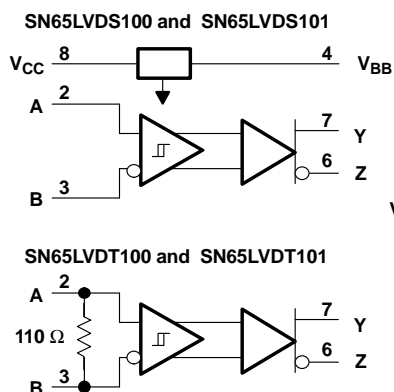 SN65LVDS100 and SN65LVDS101
VCC 8 4 VBB
A 2
7 Y
6 Z
B 3
V
SN65LVDT100 and SN65LVDT101
A 2
7 Y
110 Ω
6 Z
B 3